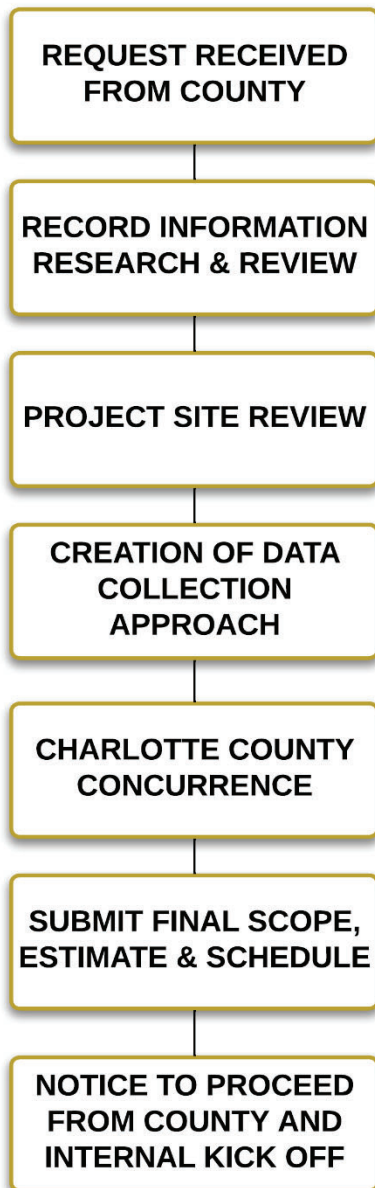 REQUEST RECEIVED
FROM COUNTY
RECORD INFORMATION
RESEARCH & REVIEW
PROJECT SITE REVIEW
CREATION OF DATA
COLLECTION
APPROACH
CHARLOTTE COUNTY
CONCURRENCE
SUBMIT FINAL SCOPE,
ESTIMATE & SCHEDULE
NOTICE TO PROCEED
FROM COUNTY AND
INTERNAL KICK OFF